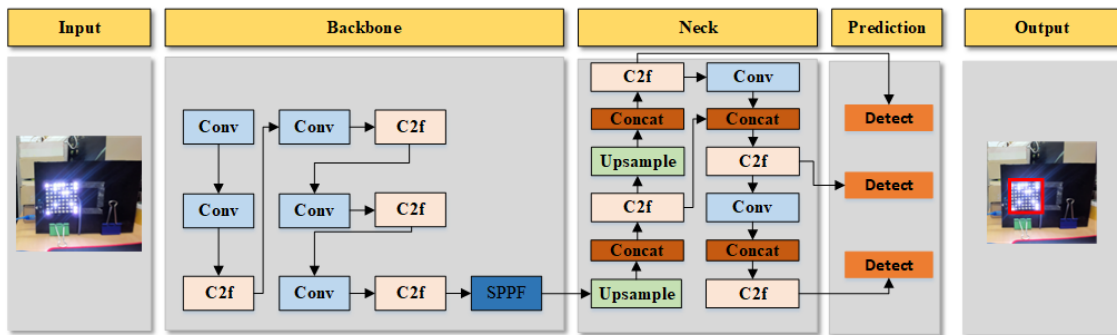 Input
Backbone
Neck
Prediction
Output
Conv
Conv
C2f
Conv
C2f
Conv
C2f
Conv
C2f
SPPF
Upsample
Concat
C2f
Upsample
Concat
C2f
Conv
Concat
C2f
Conv
Concat
C2f
Detect
Detect
Detect